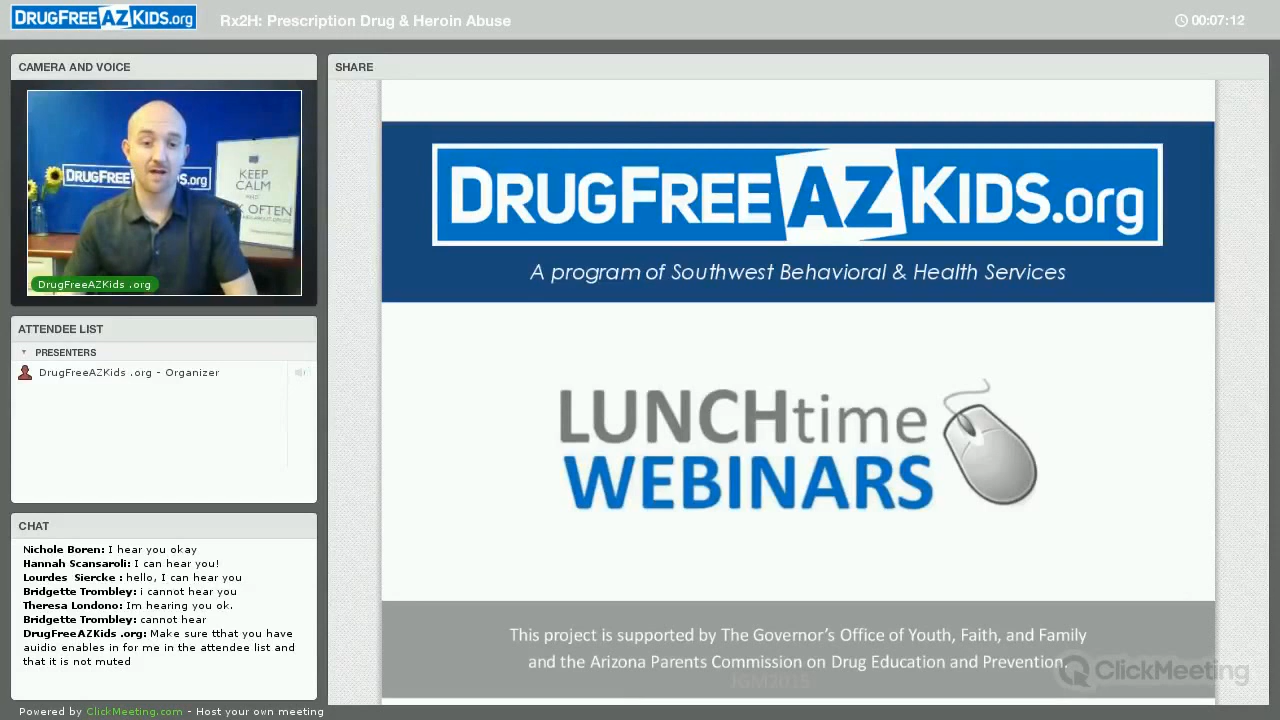 DRUGFREEAZKIDS.org
Rx2H: Prescription Drug & Heroin Abuse
00:07:12
CAMERA AND VOICE
KEEP
CALM
OFTEN
DrugFreeAZKids .org
ATTENDEE LIST
PRESENTERS
DrugFreeAZKids .org - Organizer
CHAT
Nichole Boren: I hear you okay
Hannah Scansaroli: I can hear you!
Lourdes Siercke : hello, I can hear you
Bridgette Trombley: i cannot hear you
Theresa Londono: Im hearing you ok.
Bridgette Trombley: cannot hear
DrugFreeAZKids .org: Make sure tthat you have
auidio enables in for me in the attendee list and
that it is not muted
Powered by ClickMeeting.com - Host your own meeting
SHARE
DRUGFREEAZKIDS.org
A program of Southwest Behavioral & Health Services
LUNCHtime
WEBINARS
This project is supported by The Governor's Office of Youth, Faith, and Family
and the Arizona Parents Commission on Drug Education and Prevention.
JGM2015
ClickMeeting